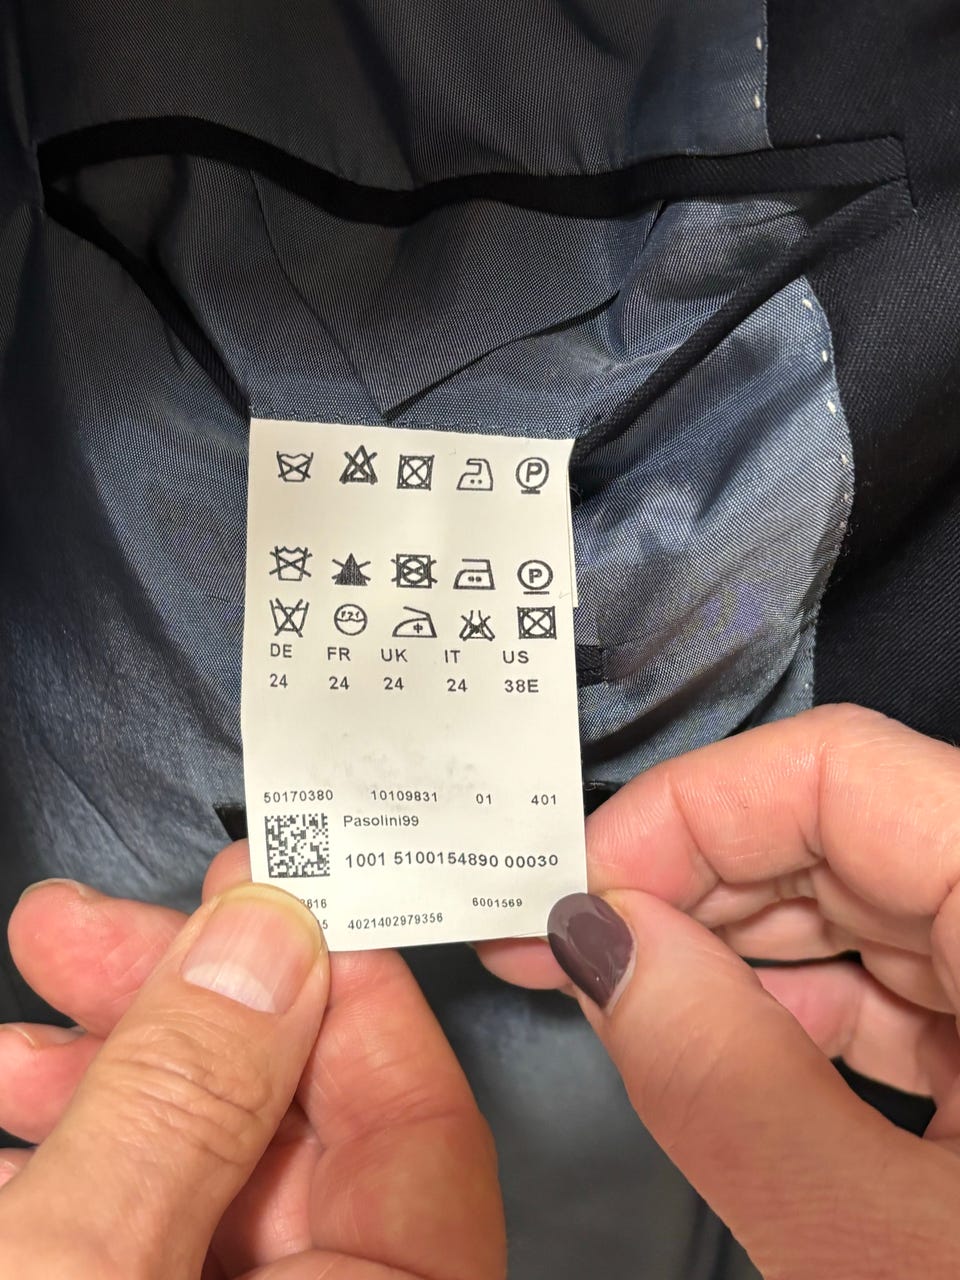 P
P
DE FR UK IT US
24 24 24 24 38E
50170380 10109831 01 401
Pasolini99
1001 5100154890 00030
6001569
4021402979356